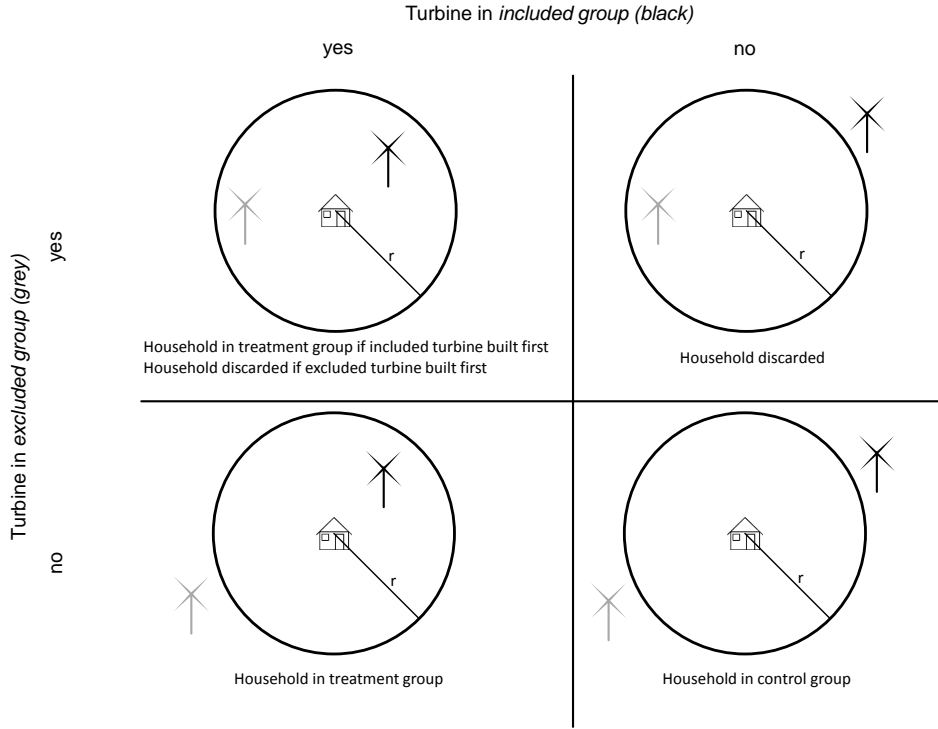 Turbine in included group (black)
yes
no
Turbine in excluded group (grey)
yes
r
r
Household in treatment group if included turbine built first
Household discarded if excluded turbine built first
Household discarded
no
r
r
Household in treatment group
Household in control group